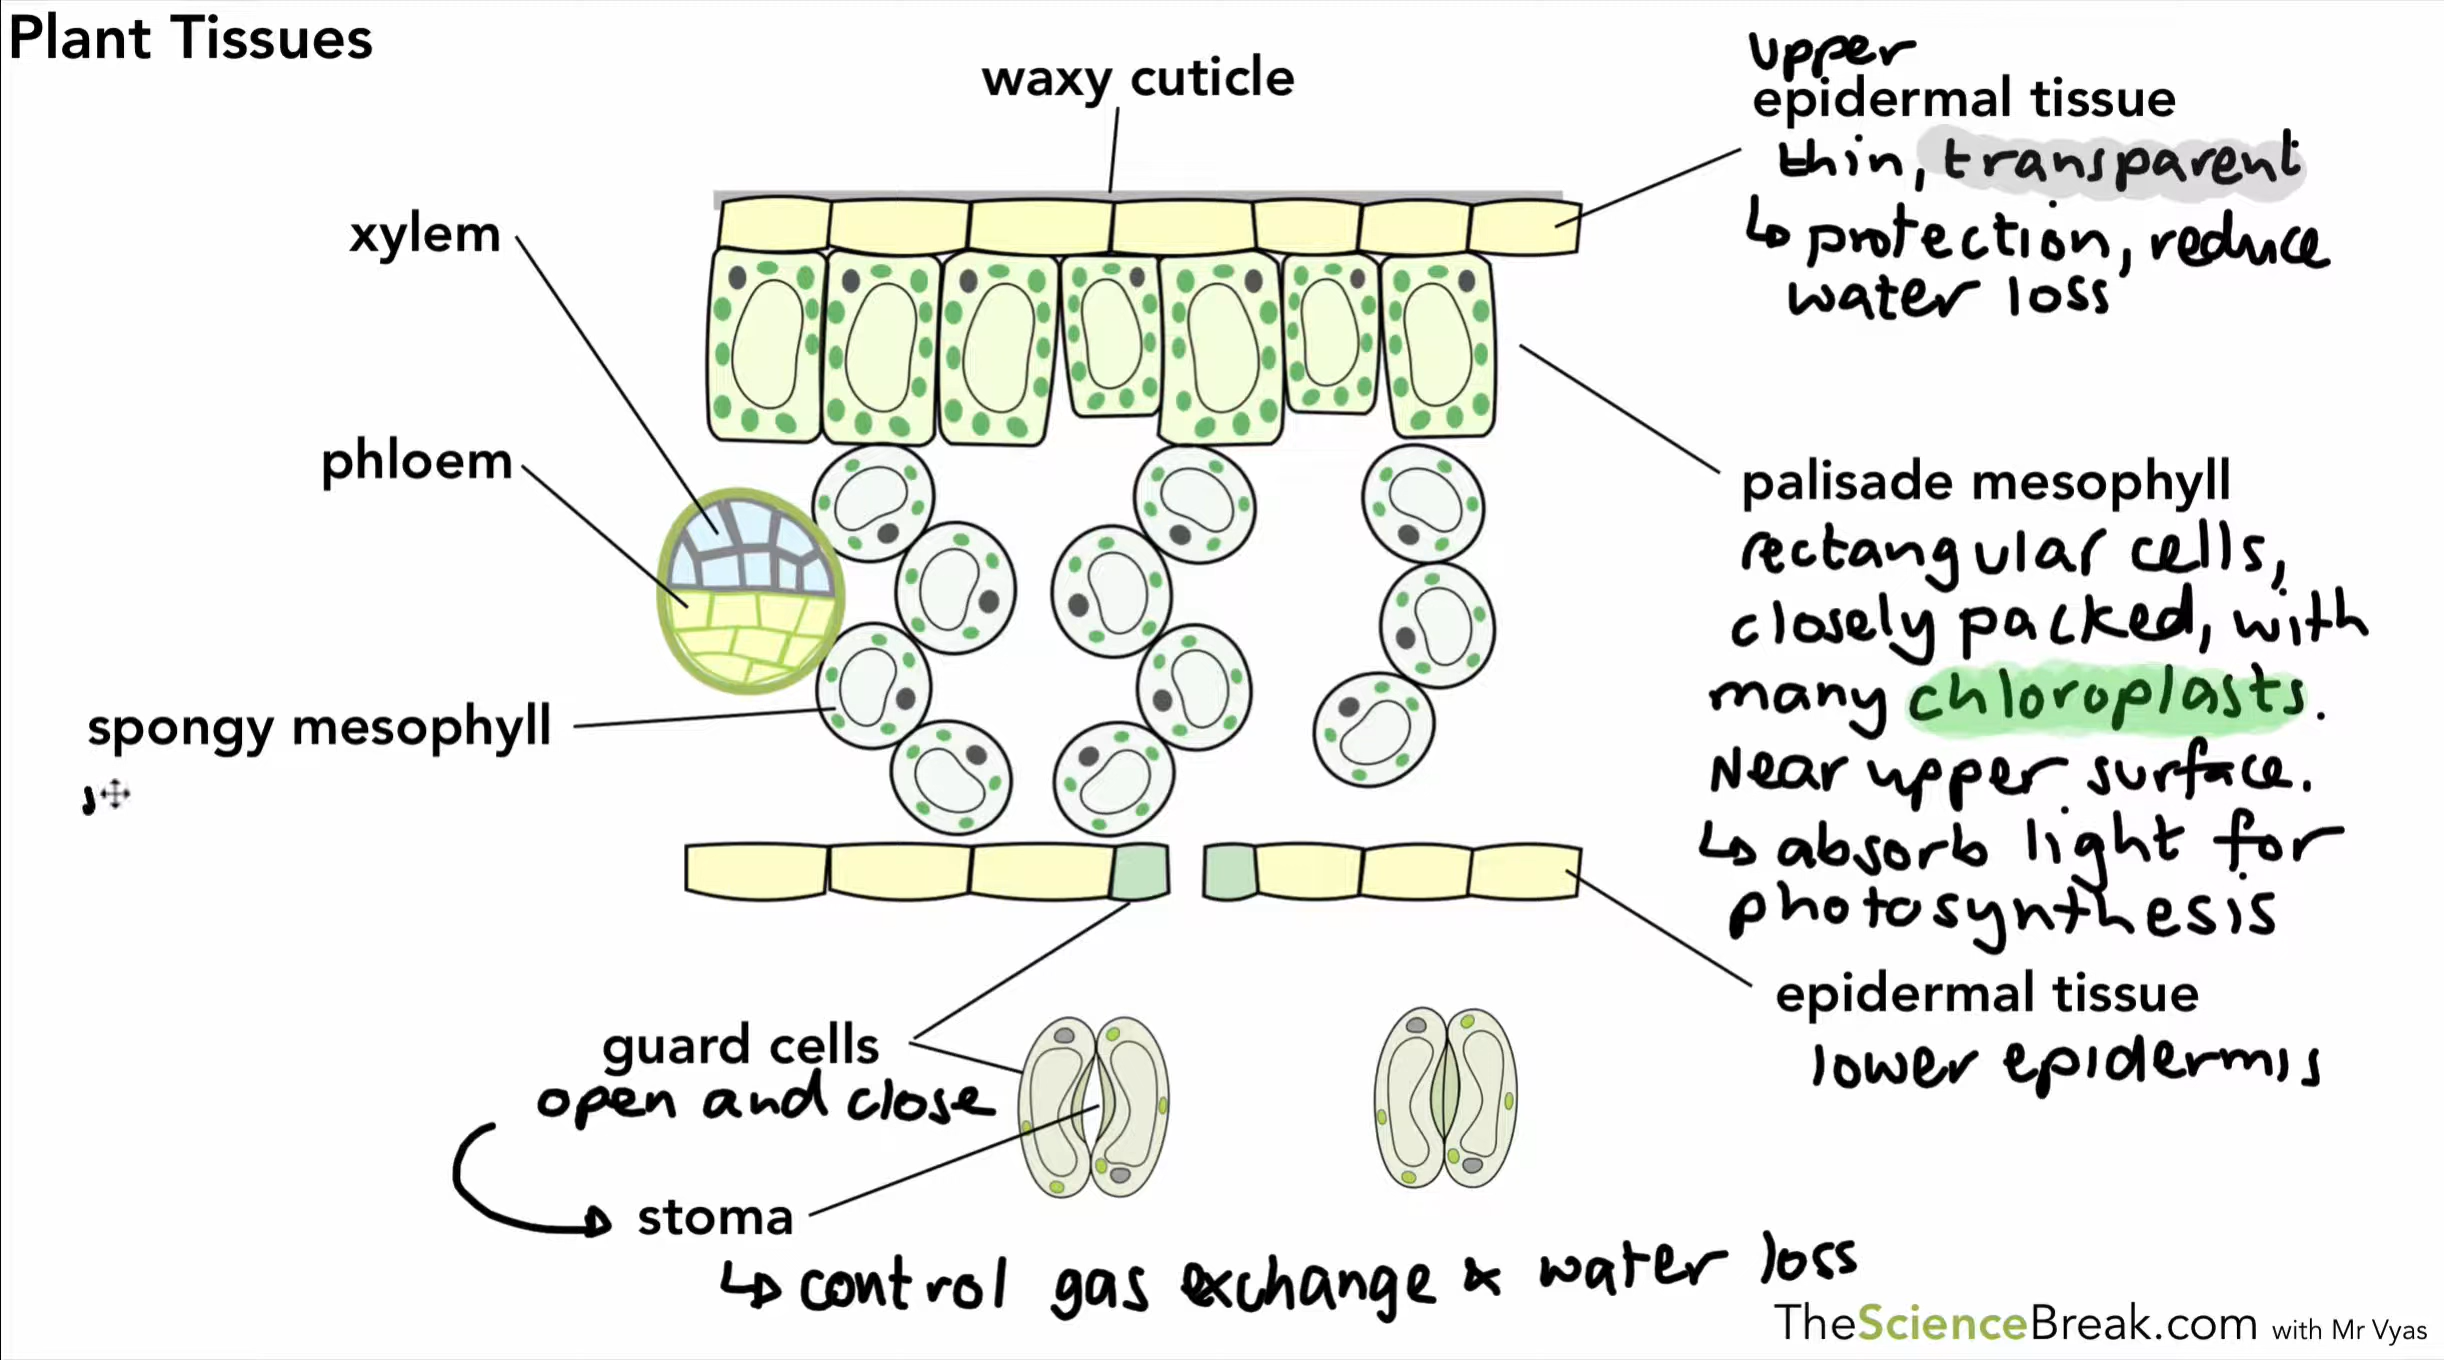 Plant Tissues
waxy cuticle
upper
epidermal tissue
thin, transparent
↳ protection, reduce
water loss
xylem
phloem
spongy mesophyll
s
palisade mesophyll
rectangular cells,
closely packed, with
many chloroplasts.
Near upper surface.
↳ absorb light for
photosynthesis
epidermal tissue
lower epidermis
guard cells
open and close
stoma
↳ control gas exchange & water loss
TheScienceBreak.com with Mr Vyas